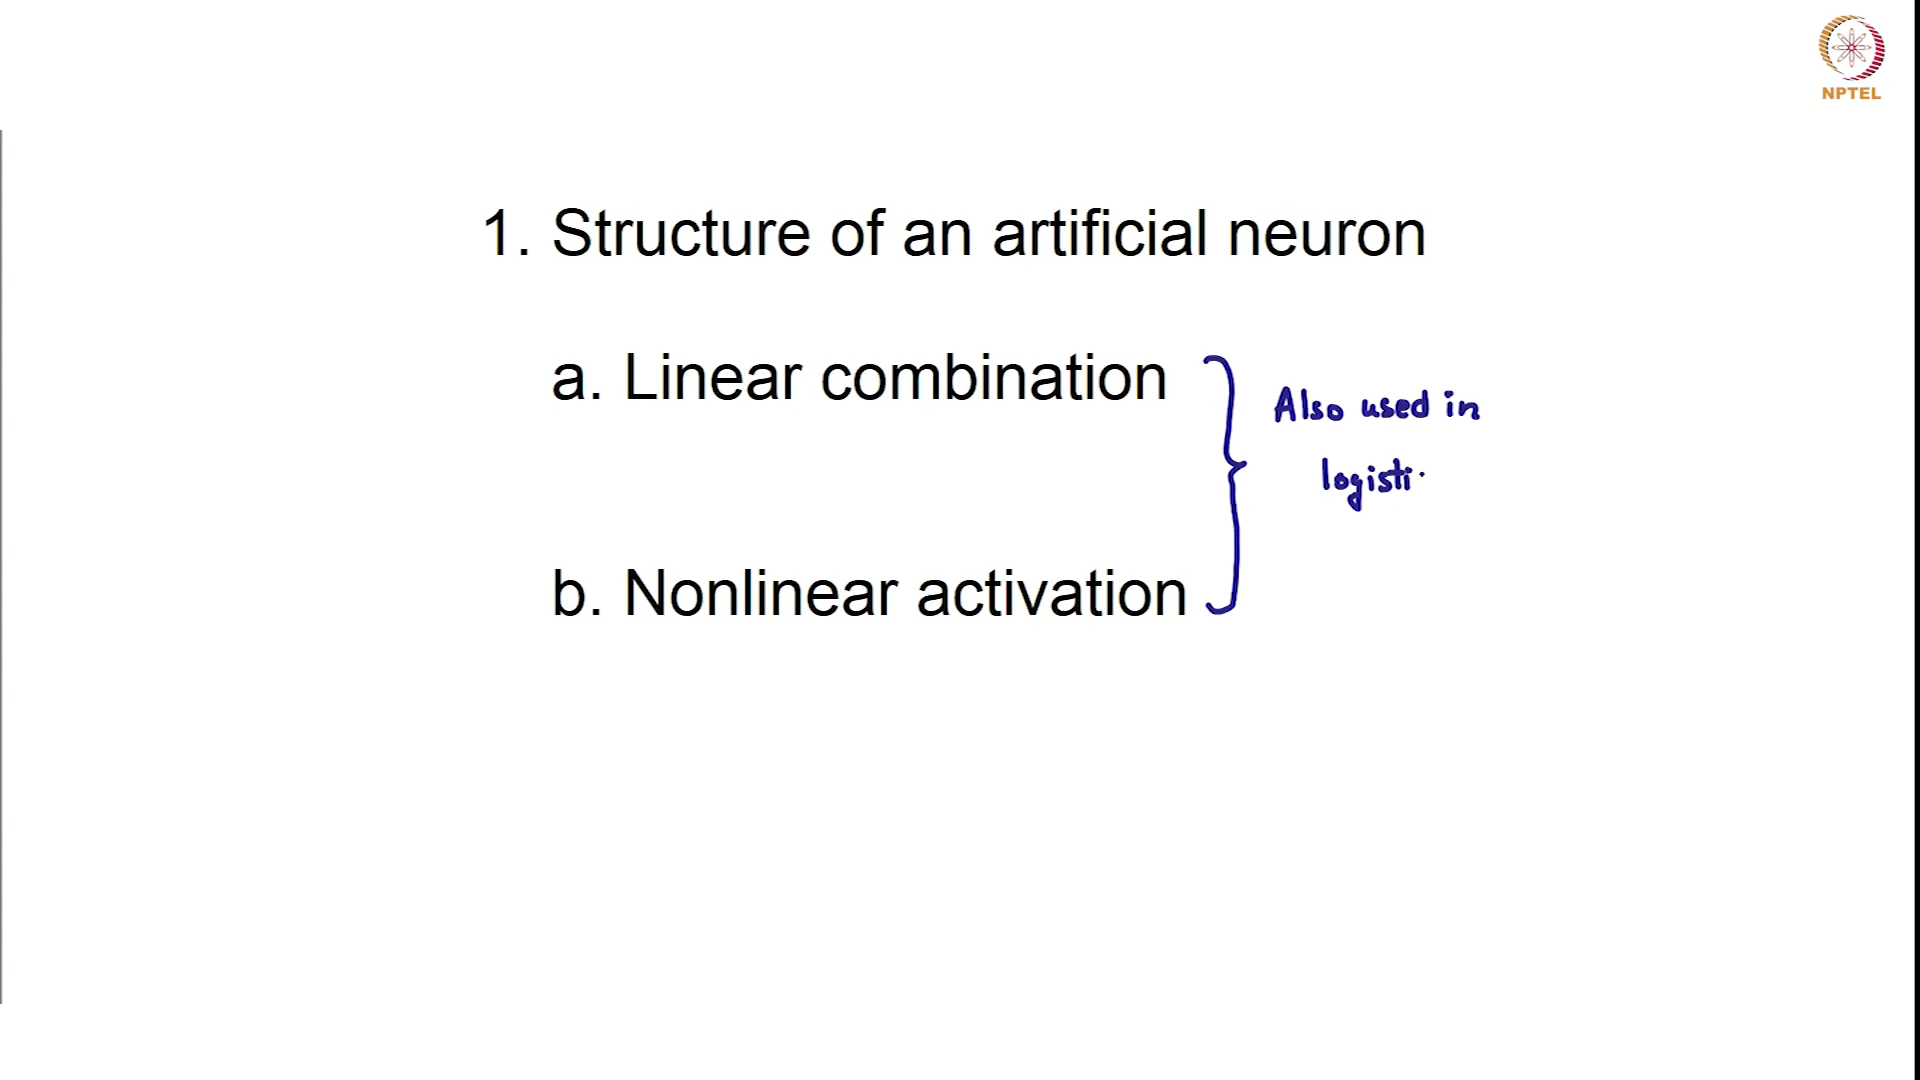 NPTEL
1. Structure of an artificial neuron
a. Linear combination
Also used in
logisti
b. Nonlinear activation